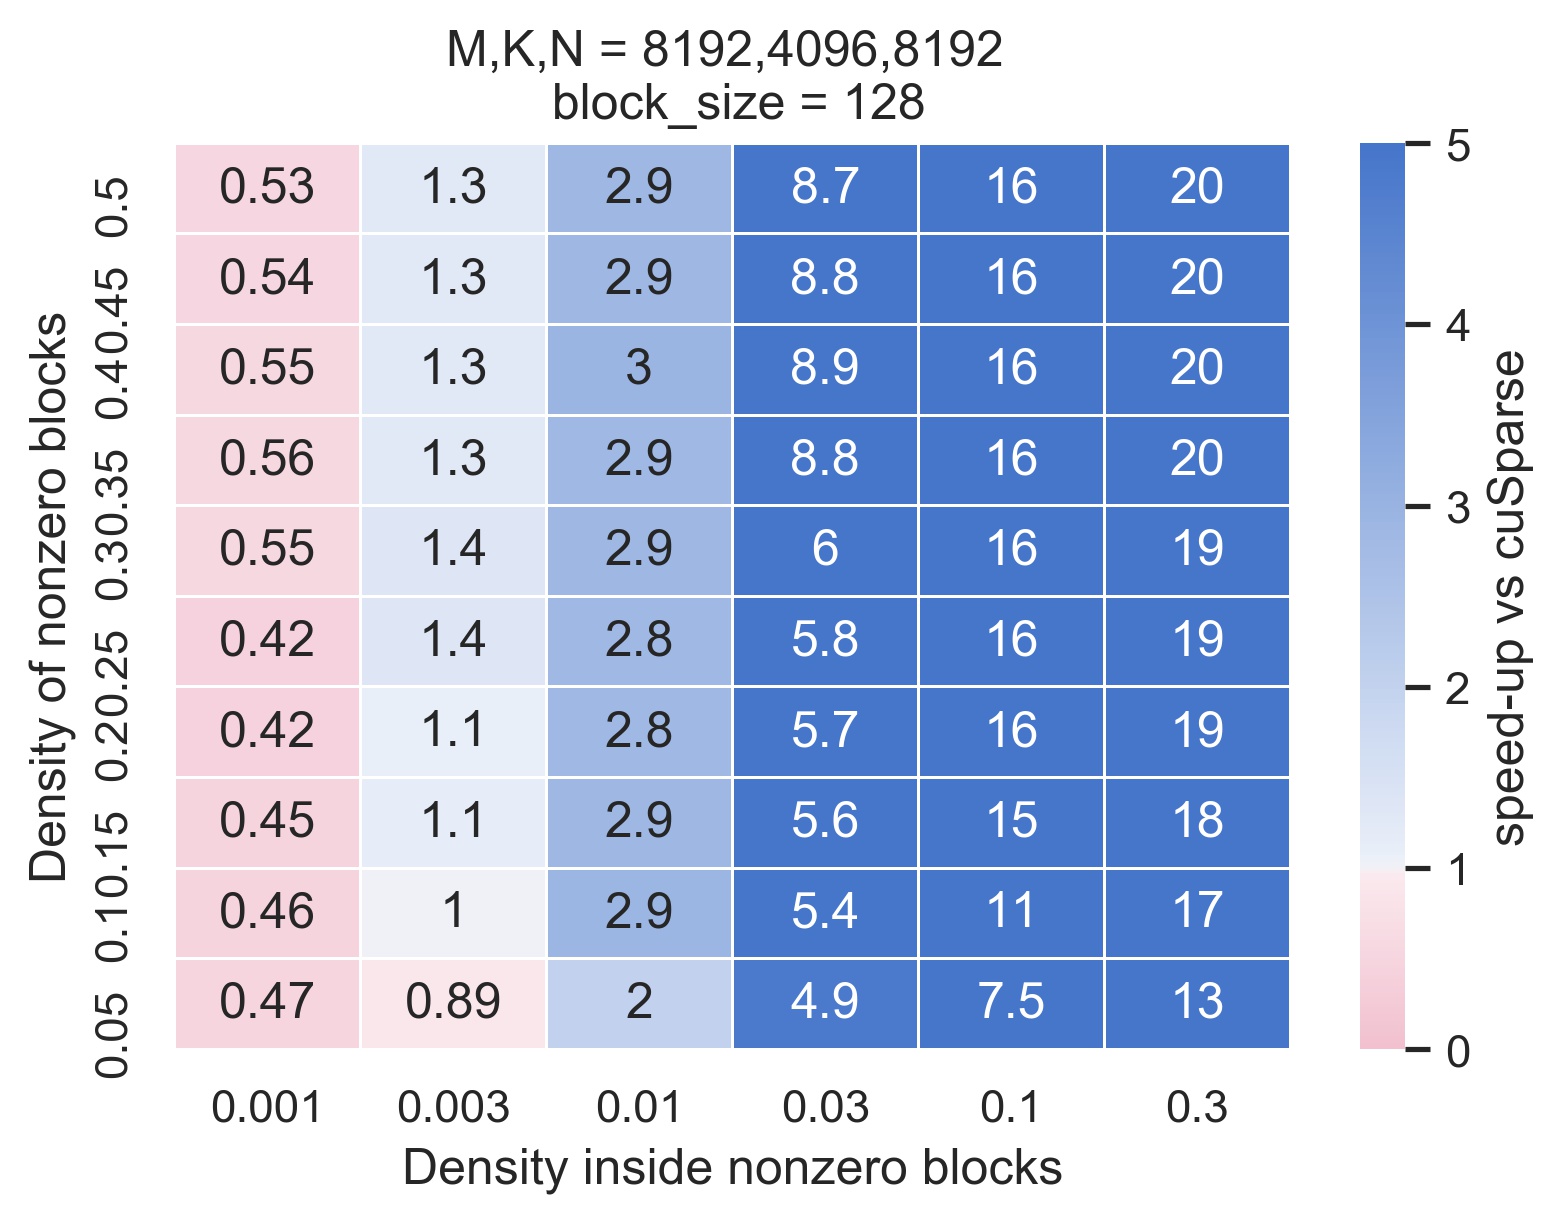 M,K,N = 8192,4096,8192
block_size = 128
Density of nonzero blocks
0.5 0.53 1.3 2.9 8.7 16 20
0.45 0.54 1.3 2.9 8.8 16 20
0.4 0.55 1.3 3 8.9 16 20
0.35 0.56 1.3 2.9 8.8 16 20
0.3 0.55 1.4 2.9 6 16 19
0.25 0.42 1.4 2.8 5.8 16 19
0.2 0.42 1.1 2.8 5.7 16 19
0.15 0.45 1.1 2.9 5.6 15 18
0.1 0.46 1 2.9 5.4 11 17
0.05 0.47 0.89 2 4.9 7.5 13
0.001 0.003 0.01 0.03 0.1 0.3
Density inside nonzero blocks
5
4
3
2
1
0
speed-up vs cuSparse